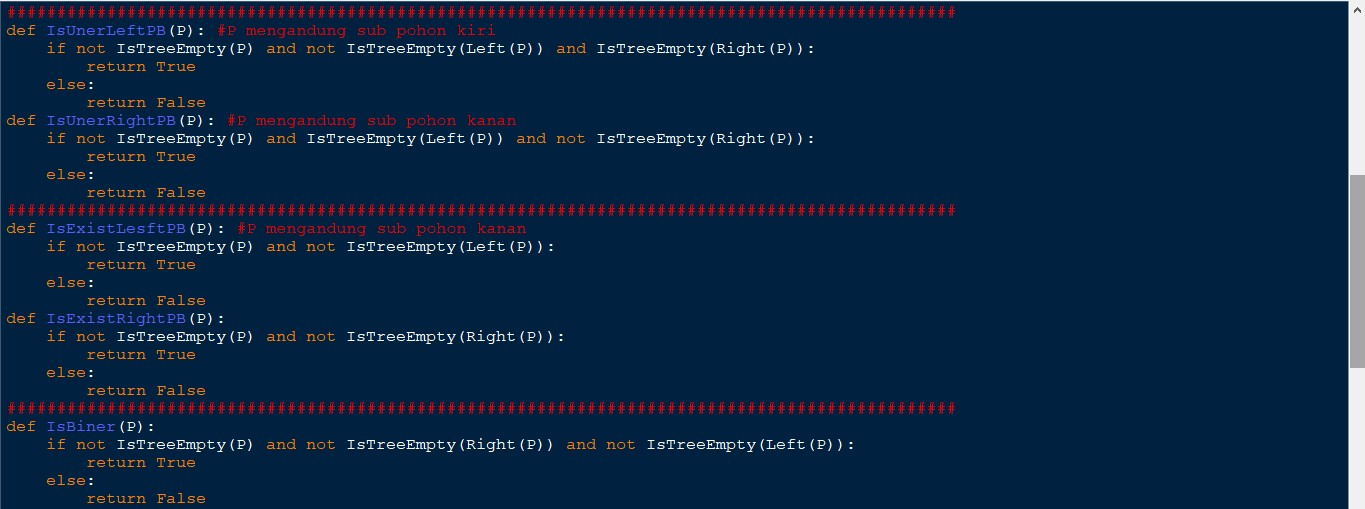 ###############################################################################################
def IsUnerLeftPB(P): #P mengandung sub pohon kiri
    if not IsTreeEmpty(P) and not IsTreeEmpty(Left(P)) and IsTreeEmpty(Right(P)):
        return True
    else:
        return False
def IsUnerRightPB(P): #P mengandung sub pohon kanan
    if not IsTreeEmpty(P) and IsTreeEmpty(Left(P)) and not IsTreeEmpty(Right(P)):
        return True
    else:
        return False
###############################################################################################
def IsExistLesftPB(P): #P mengandung sub pohon kanan
    if not IsTreeEmpty(P) and not IsTreeEmpty(Left(P)):
        return True
    else:
        return False
def IsExistRightPB(P):
    if not IsTreeEmpty(P) and not IsTreeEmpty(Right(P)):
        return True
    else:
        return False
###############################################################################################
def IsBiner(P):
    if not IsTreeEmpty(P) and not IsTreeEmpty(Right(P)) and not IsTreeEmpty(Left(P)):
        return True
    else:
        return False